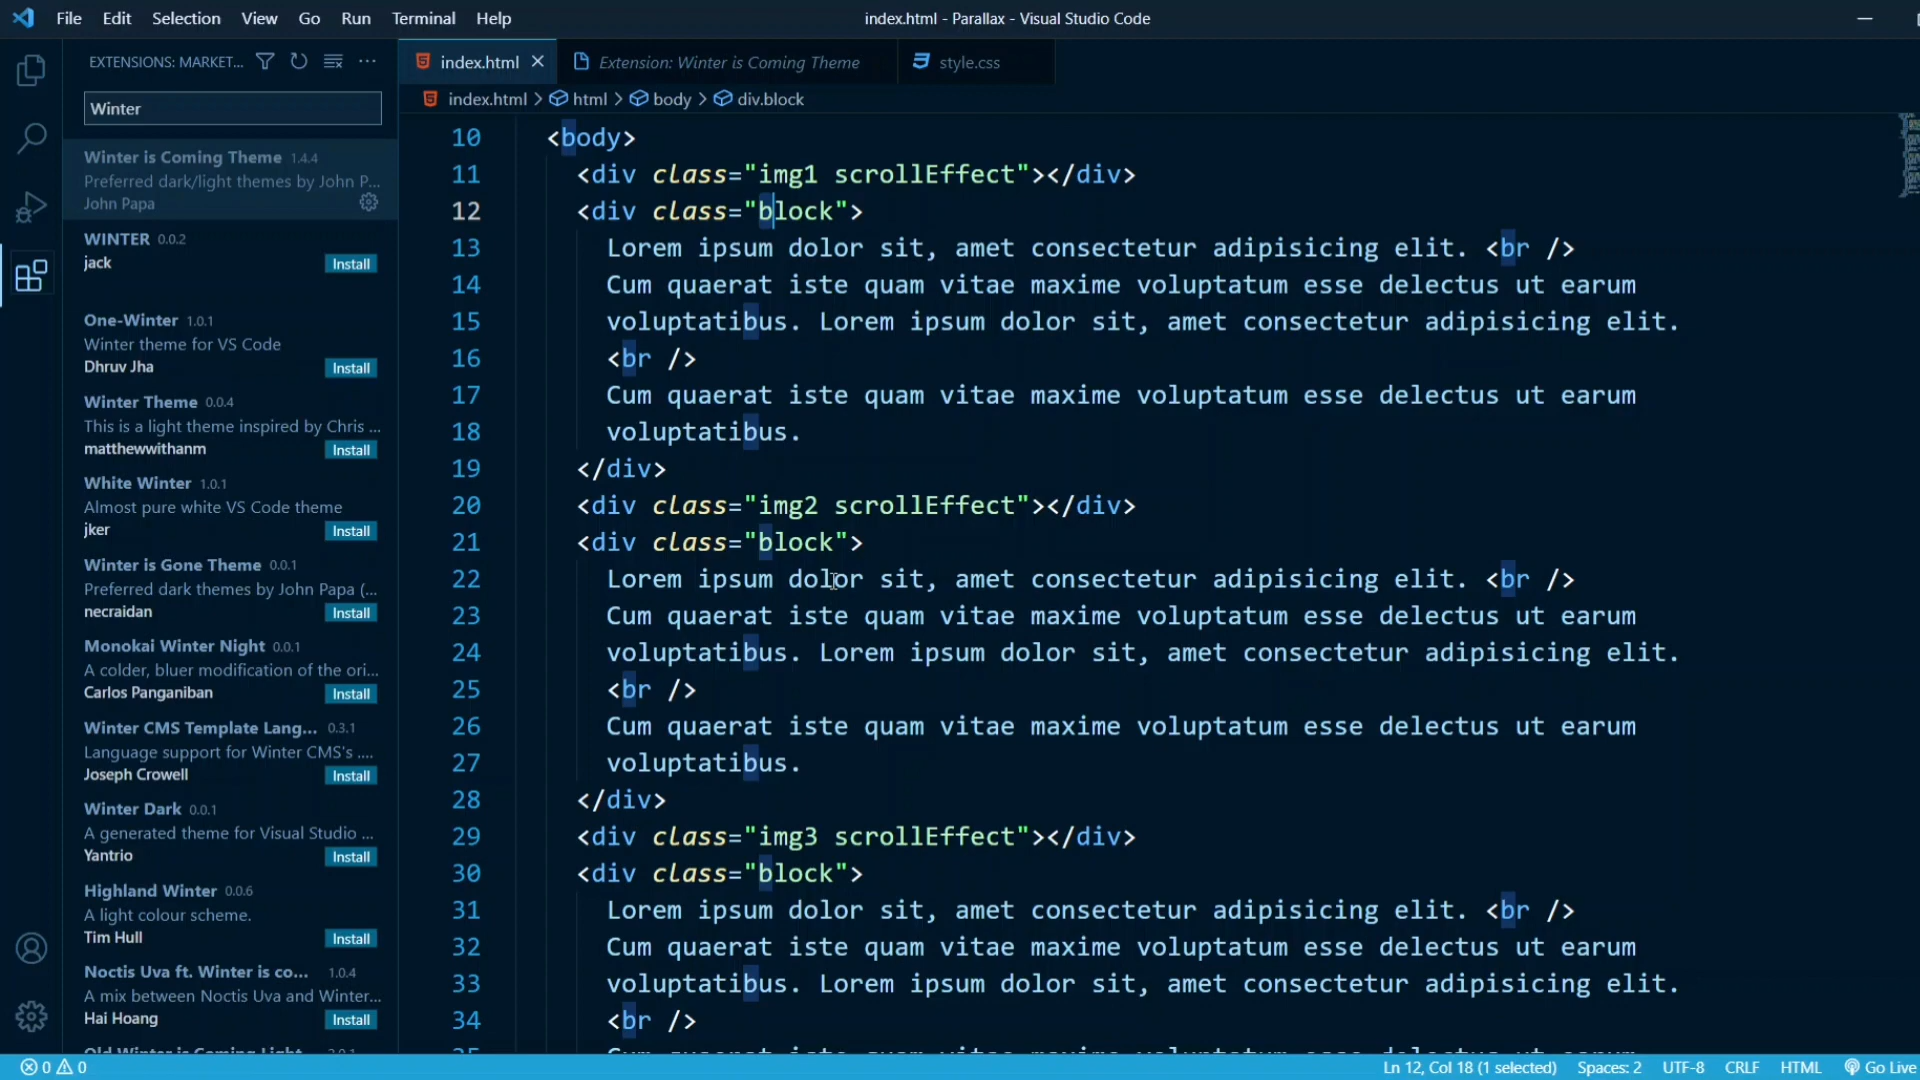 File Edit Selection View Go Run Terminal Help
index.html - Parallax - Visual Studio Code
EXTENSIONS: MARKET...
Winter
Winter is Coming Theme 1.4.4
Preferred dark/light themes by John P...
John Papa
WINTER 0.0.2
jack
Install
One-Winter 1.0.1
Winter theme for VS Code
Dhruv Jha
Install
Winter Theme 0.0.4
This is a light theme inspired by Chris ...
matthewwithanm
Install
White Winter 1.0.1
Almost pure white VS Code theme
jker
Install
Winter is Gone Theme 0.0.1
Preferred dark themes by John Papa (...
necraidan
Install
Monokai Winter Night 0.0.1
A colder, bluer modification of the ori...
Carlos Panganiban
Install
Winter CMS Template Lang... 0.3.1
Language support for Winter CMS's ....
Joseph Crowell
Install
Winter Dark 0.0.1
A generated theme for Visual Studio ...
Yantrio
Install
Highland Winter 0.0.6
A light colour scheme.
Tim Hull
Install
Noctis Uva ft. Winter is co... 1.0.4
A mix between Noctis Uva and Winter...
Hai Hoang
Install
index.html
Extension: Winter is Coming Theme
style.css
index.html > html > body > div.block
10 <body>
11 <div class="img1 scrollEffect"></div>
12 <div class="block">
13 Lorem ipsum dolor sit, amet consectetur adipisicing elit. <br />
14 Cum quaerat iste quam vitae maxime voluptatum esse delectus ut earum
15 voluptatibus. Lorem ipsum dolor sit, amet consectetur adipisicing elit.
16 <br />
17 Cum quaerat iste quam vitae maxime voluptatum esse delectus ut earum
18 voluptatibus.
19 </div>
20 <div class="img2 scrollEffect"></div>
21 <div class="block">
22 Lorem ipsum dolor sit, amet consectetur adipisicing elit. <br />
23 Cum quaerat iste quam vitae maxime voluptatum esse delectus ut earum
24 voluptatibus. Lorem ipsum dolor sit, amet consectetur adipisicing elit.
25 <br />
26 Cum quaerat iste quam vitae maxime voluptatum esse delectus ut earum
27 voluptatibus.
28 </div>
29 <div class="img3 scrollEffect"></div>
30 <div class="block">
31 Lorem ipsum dolor sit, amet consectetur adipisicing elit. <br />
32 Cum quaerat iste quam vitae maxime voluptatum esse delectus ut earum
33 voluptatibus. Lorem ipsum dolor sit, amet consectetur adipisicing elit.
34 <br />
0 0
Ln 12, Col 18 (1 selected) Spaces: 2 UTF-8 CRLF HTML Go Live